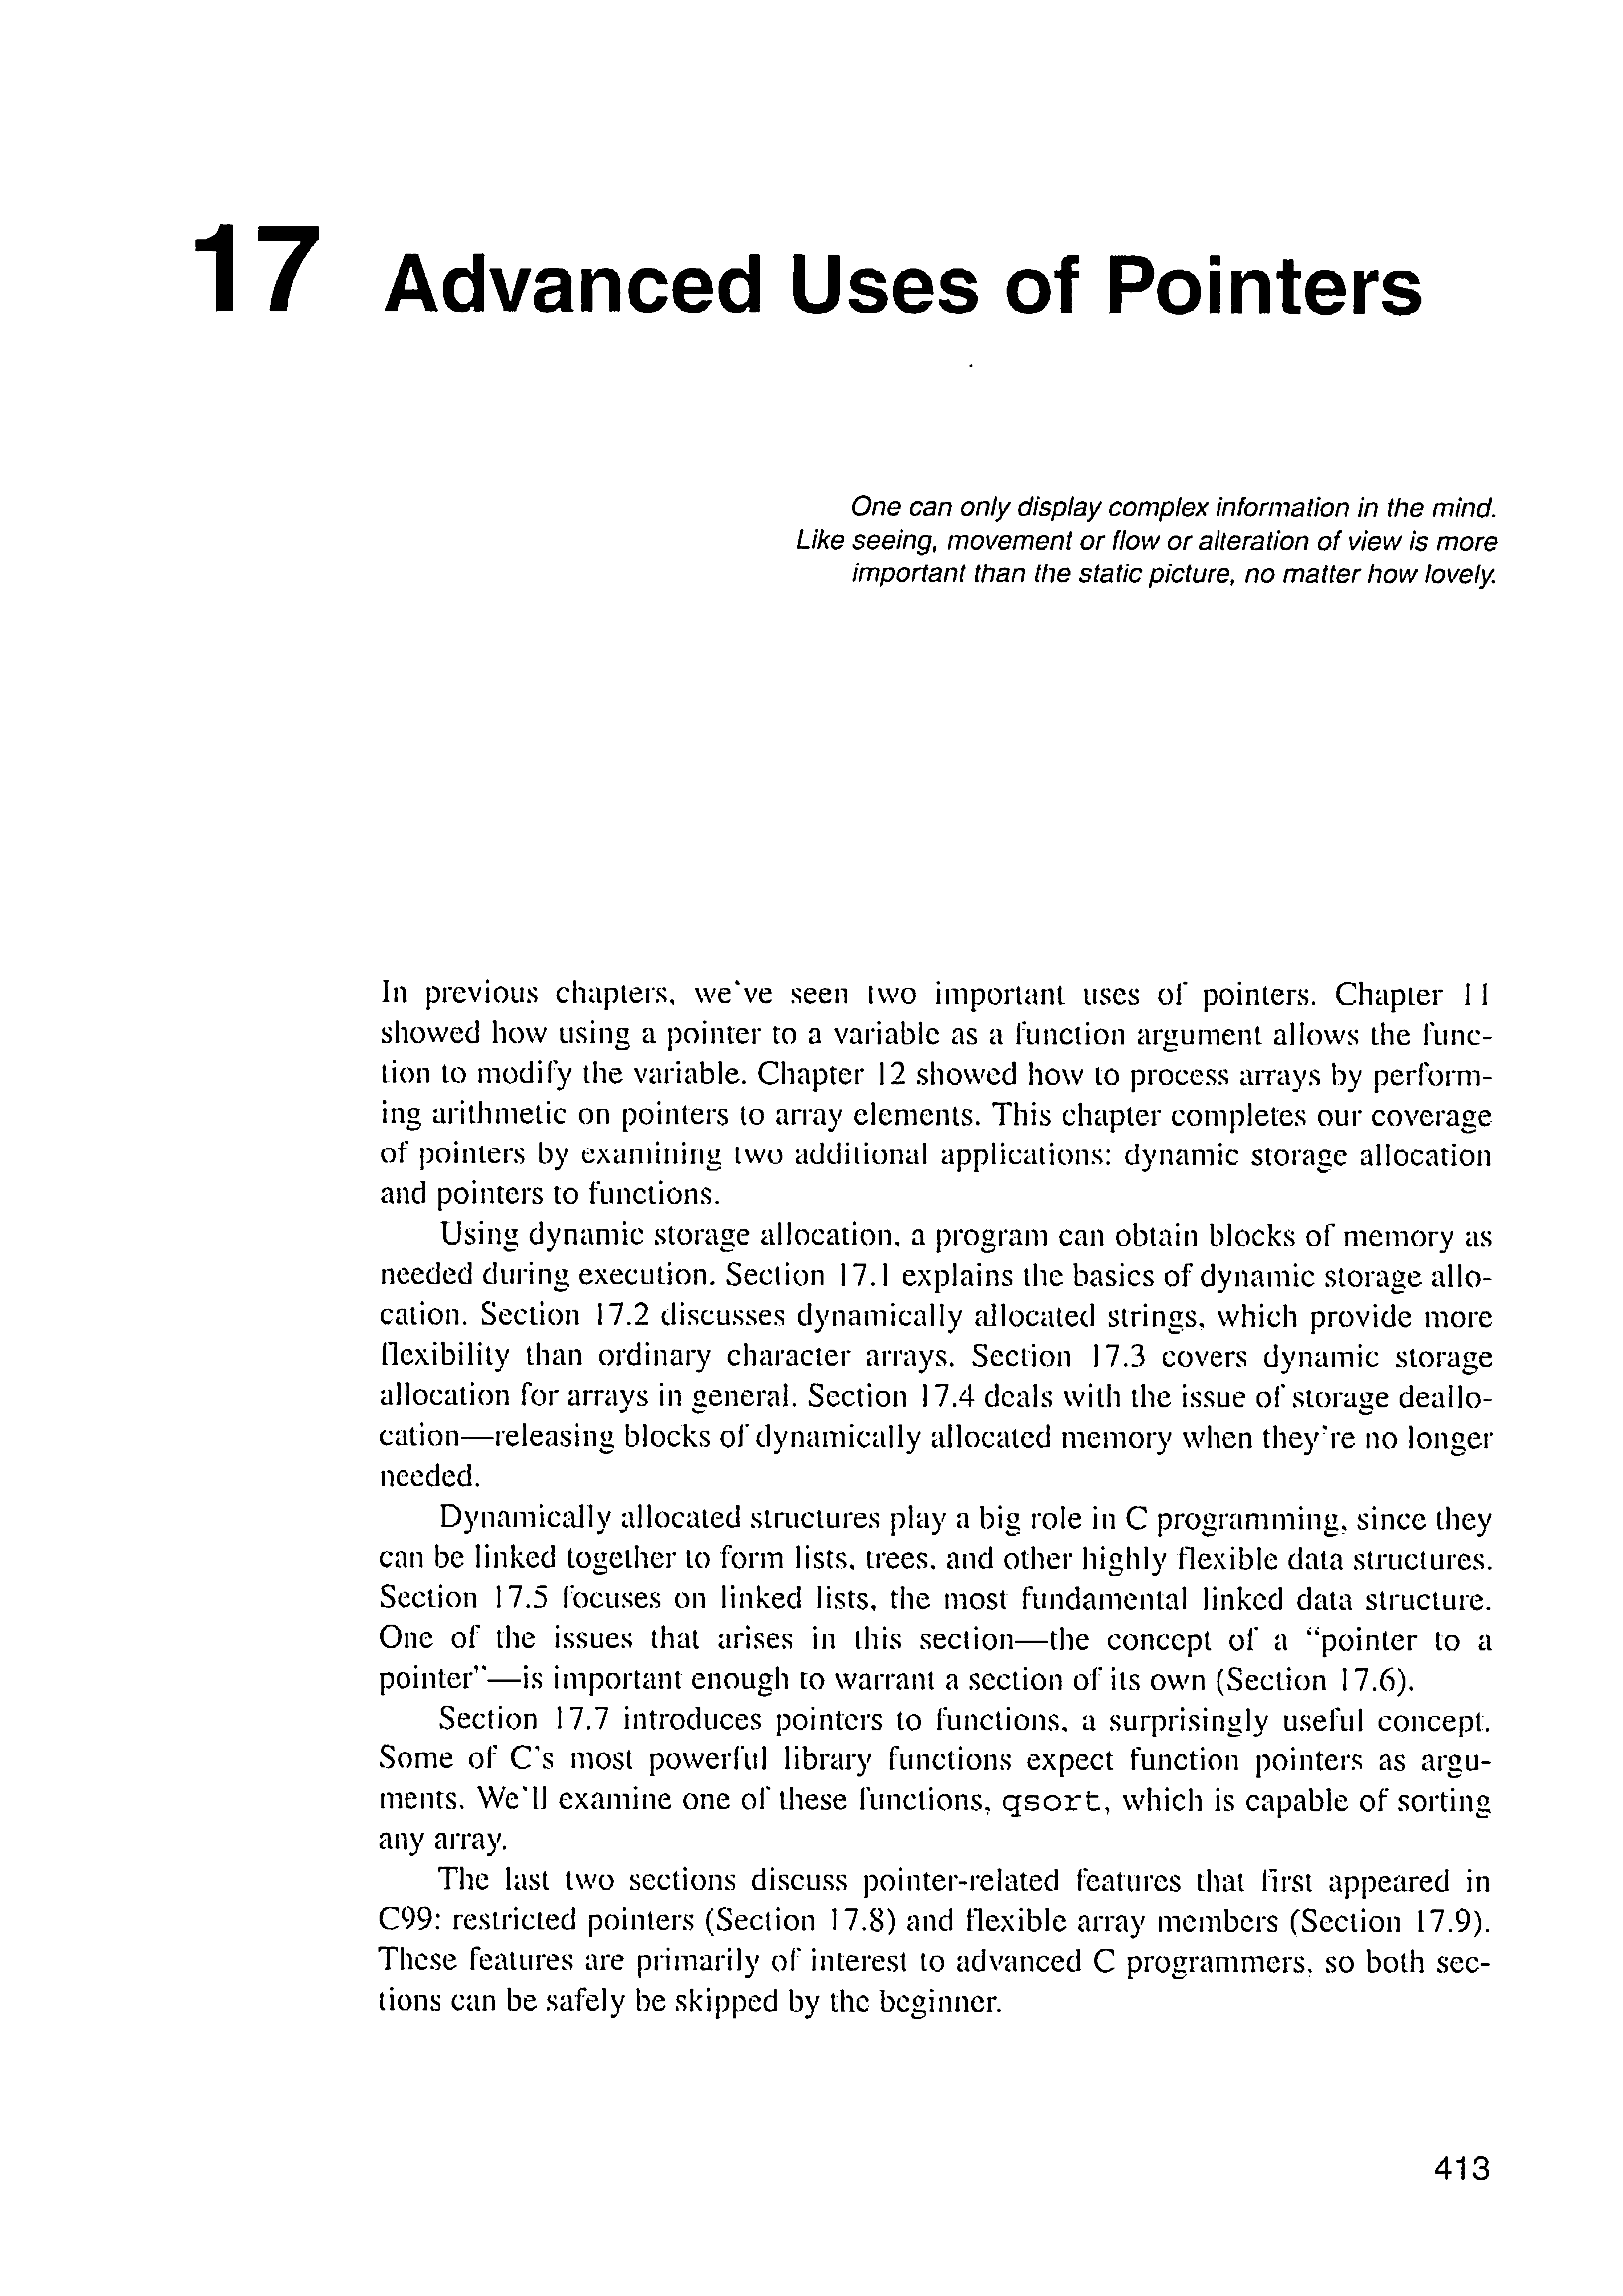 17 Advanced Uses of Pointers
One can only display complex information in the mind.
Like seeing, movement or flow or alteration of view is more
important than the static picture, no matter how lovely.
In previous chapters, we've seen two important uses of pointers. Chapter 11
showed how using a pointer to a variable as a function argument allows the func-
tion to modify the variable. Chapter 12 showed how to process arrays by perform-
ing arithmetic on pointers to array elements. This chapter completes our coverage
of pointers by examining two additional applications: dynamic storage allocation
and pointers to functions.
Using dynamic storage allocation, a program can obtain blocks of memory as
needed during execution. Section 17.1 explains the basics of dynamic storage allo-
cation. Section 17.2 discusses dynamically allocated strings, which provide more
flexibility than ordinary character arrays. Section 17.3 covers dynamic storage
allocation for arrays in general. Section 17.4 deals with the issue of storage deallo-
cation—releasing blocks of dynamically allocated memory when they're no longer
needed.
Dynamically allocated structures play a big role in C programming, since they
can be linked together to form lists, trees, and other highly flexible data structures.
Section 17.5 focuses on linked lists, the most fundamental linked data structure.
One of the issues that arises in this section—the concept of a “pointer to a
pointer”—is important enough to warrant a section of its own (Section 17.6).
Section 17.7 introduces pointers to functions, a surprisingly useful concept.
Some of C's most powerful library functions expect function pointers as argu-
ments. We'll examine one of these functions, qsort, which is capable of sorting
any array.
The last two sections discuss pointer-related features that first appeared in
C99: restricted pointers (Section 17.8) and flexible array members (Section 17.9).
These features are primarily of interest to advanced C programmers, so both sec-
tions can be safely be skipped by the beginner.
413